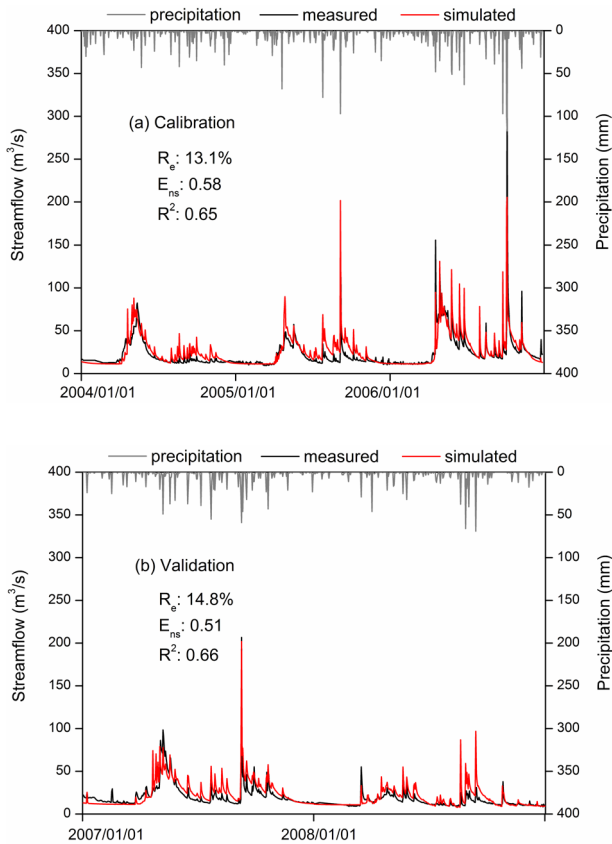 precipitation measured simulated
400 0
350 50
300 100
250 150
200 200
150 250
100 300
50 350
0 400
Streamflow (m³/s)
Precipitation (mm)
(a) Calibration
Re: 13.1%
Ens: 0.58
R²: 0.65
2004/01/01 2005/01/01 2006/01/01
precipitation measured simulated
400 0
350 50
300 100
250 150
200 200
150 250
100 300
50 350
0 400
Streamflow (m³/s)
Precipitation (mm)
(b) Validation
Re: 14.8%
Ens: 0.51
R²: 0.66
2007/01/01 2008/01/01